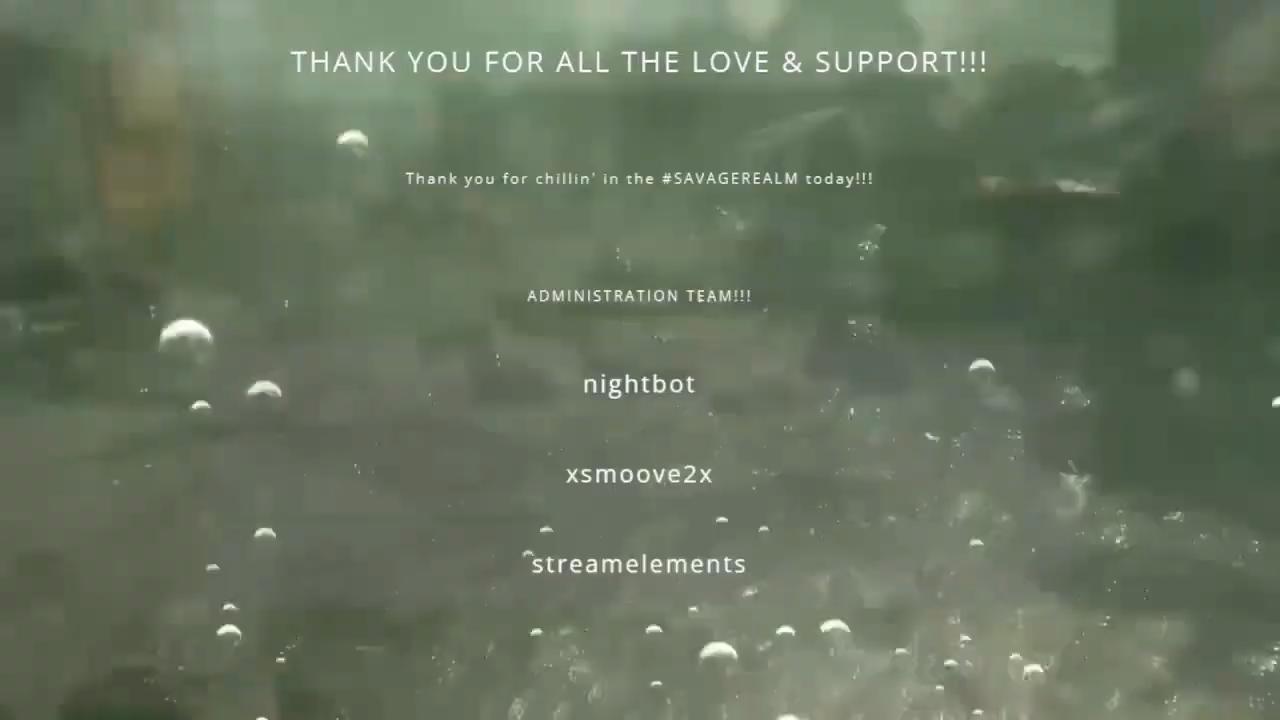 THANK YOU FOR ALL THE LOVE & SUPPORT!!!
Thank you for chillin' in the #SAVAGEREALM today!!!
ADMINISTRATION TEAM!!!
nightbot
xsmoove2x
streamelements